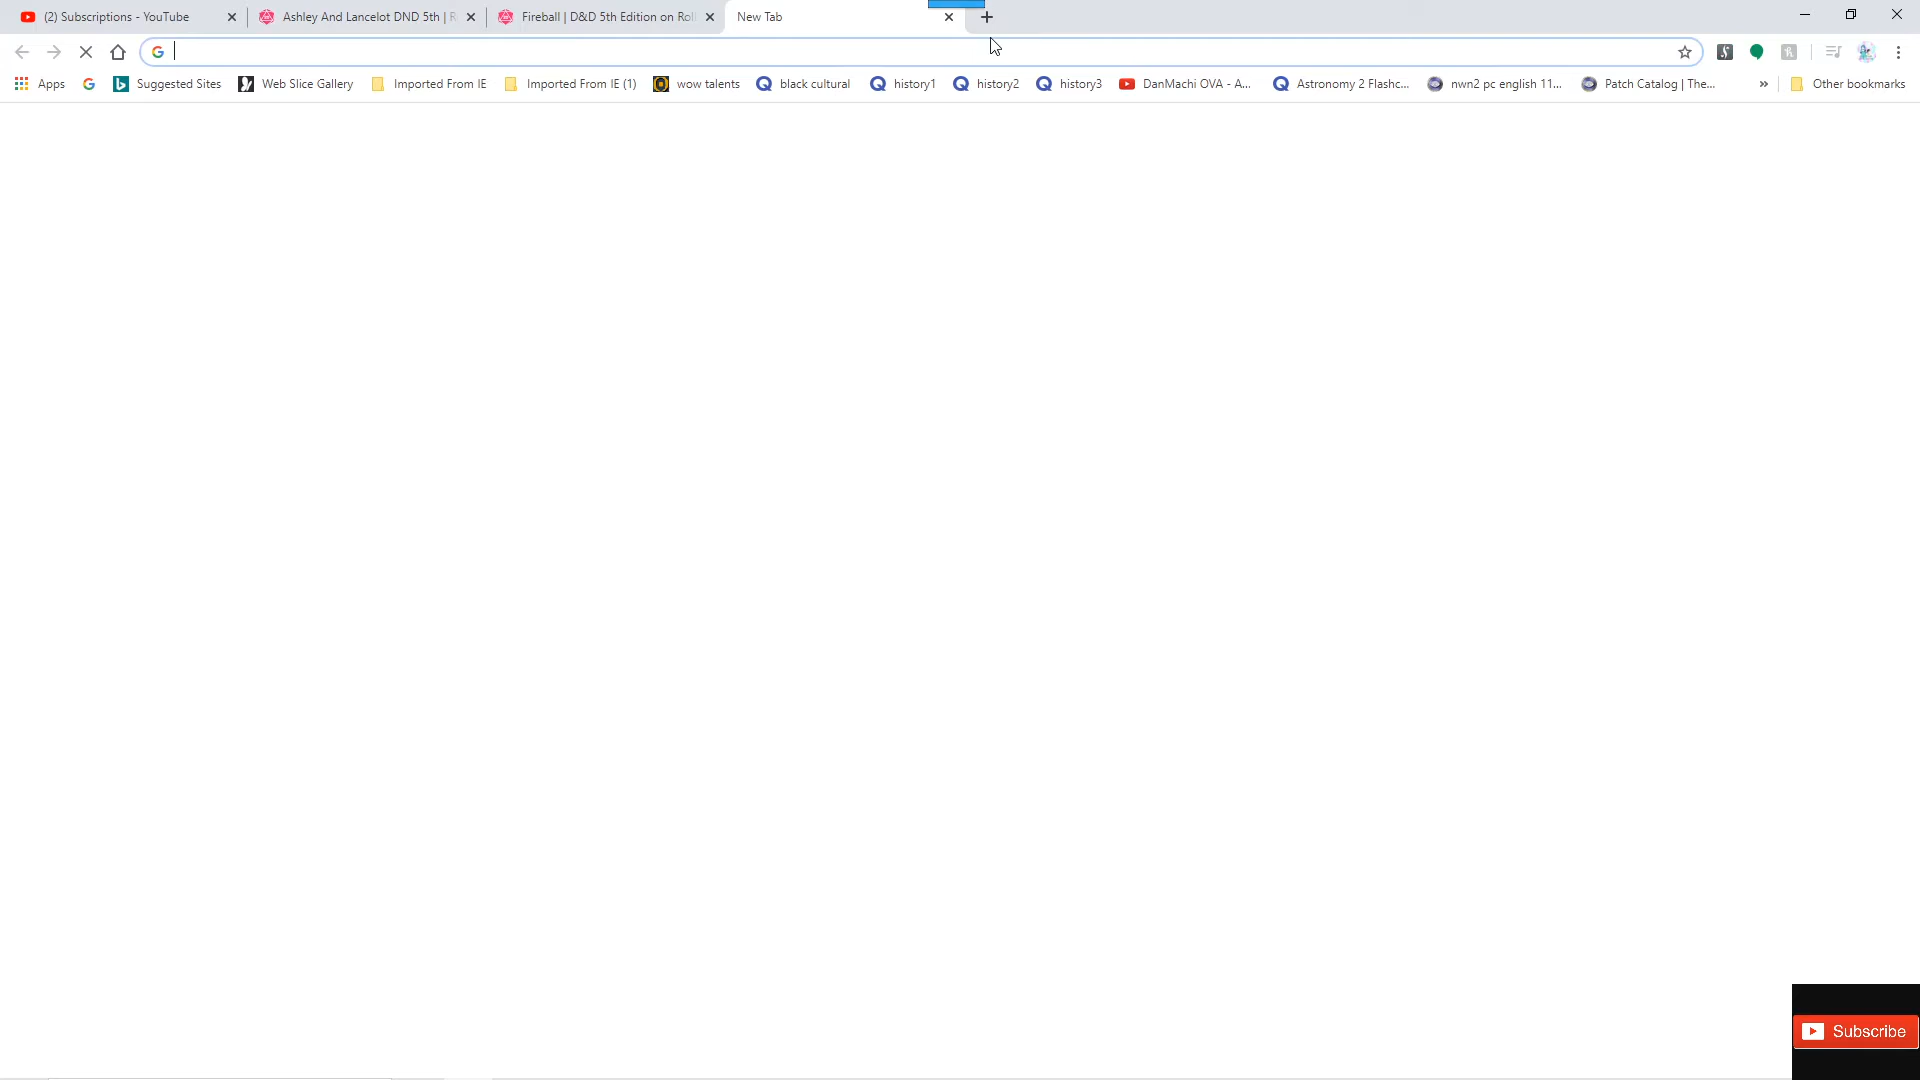 (2) Subscriptions - YouTube
Ashley And Lancelot DND 5th | R
Fireball | D&D 5th Edition on Roll
New Tab
Apps
Suggested Sites
Web Slice Gallery
Imported From IE
Imported From IE (1)
wow talents
black cultural
history1
history2
history3
DanMachi OVA - A...
Astronomy 2 Flashc...
nwn2 pc english 11...
Patch Catalog | The...
»
Other bookmarks
Subscribe